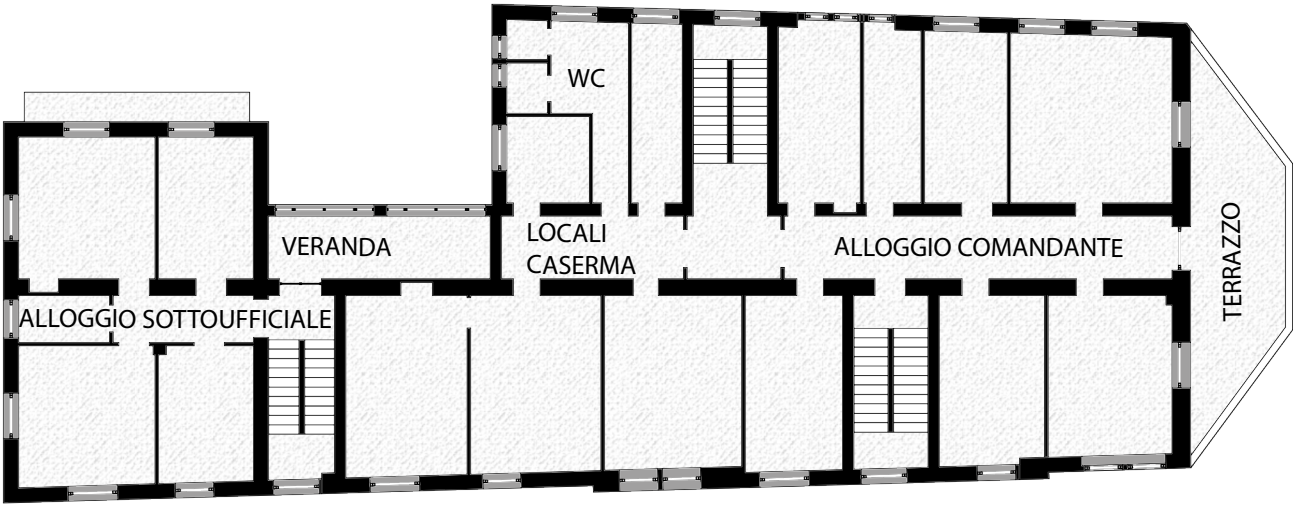 WC
VERANDA
LOCALI
CASERMA
ALLOGGIO COMANDANTE
TERRAZZO
ALLOGGIO SOTTOUFFICIALE